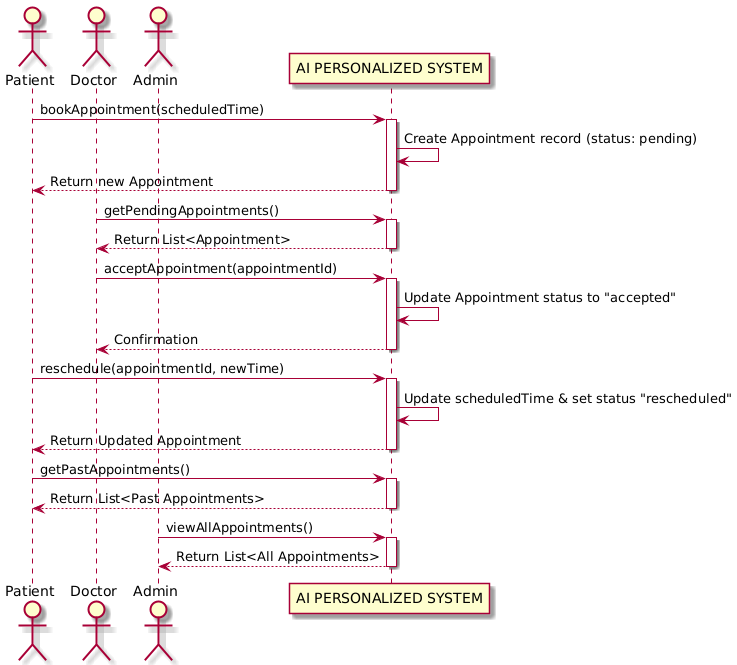 Patient
Doctor
Admin
AI PERSONALIZED SYSTEM
bookAppointment(scheduledTime)
Create Appointment record (status: pending)
Return new Appointment
getPendingAppointments()
Return List<Appointment>
acceptAppointment(appointmentId)
Update Appointment status to "accepted"
Confirmation
reschedule(appointmentId, newTime)
Update scheduledTime & set status "rescheduled"
Return Updated Appointment
getPastAppointments()
Return List<Past Appointments>
viewAllAppointments()
Return List<All Appointments>
Patient
Doctor
Admin
AI PERSONALIZED SYSTEM